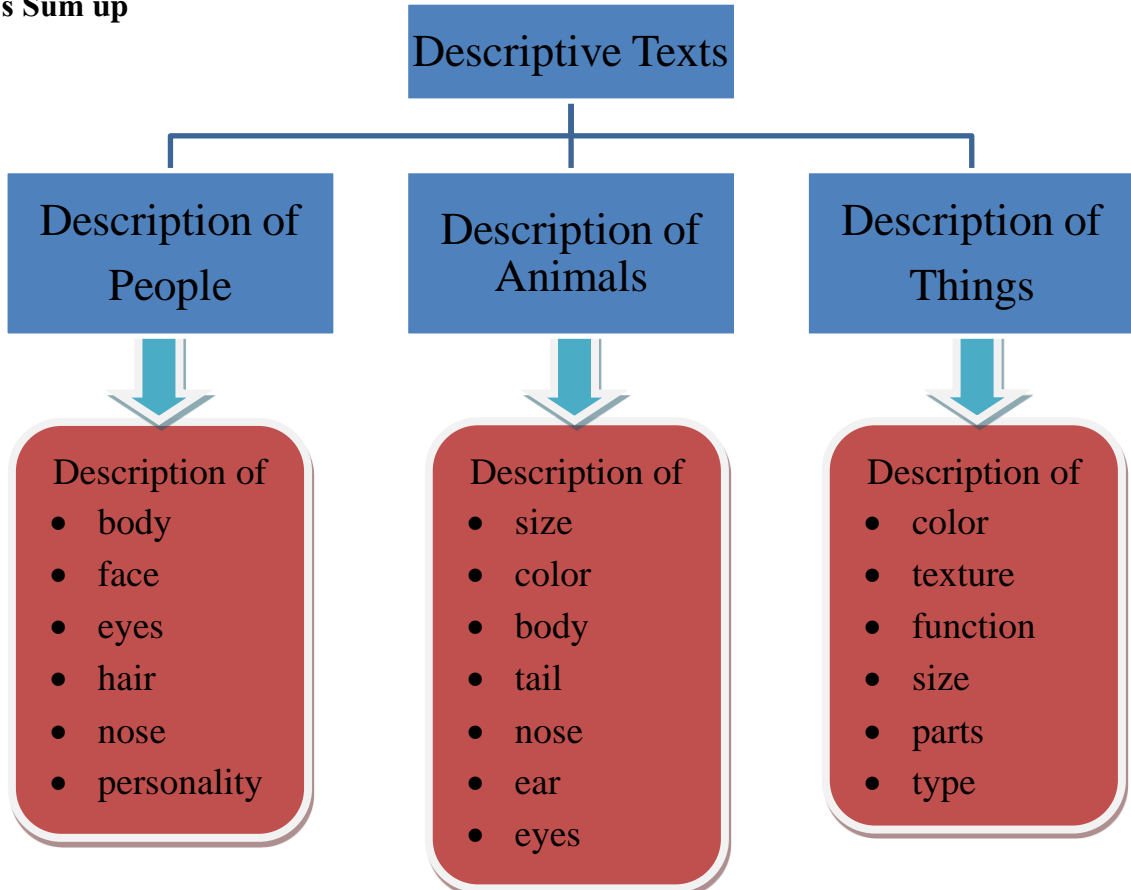 s Sum up
Descriptive Texts
Description of
People
Description of
Animals
Description of
Things
Description of
• body
• face
• eyes
• hair
• nose
• personality
Description of
• size
• color
• body
• tail
• nose
• ear
• eyes
Description of
• color
• texture
• function
• size
• parts
• type